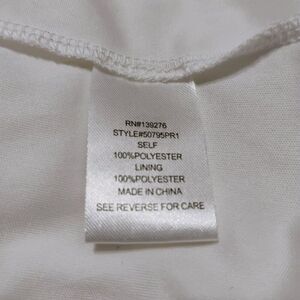 RN#139276
STYLE#50795PR1
SELF
100%POLYESTER
LINING
100%POLYESTER
MADE IN CHINA
SEE REVERSE FOR CARE